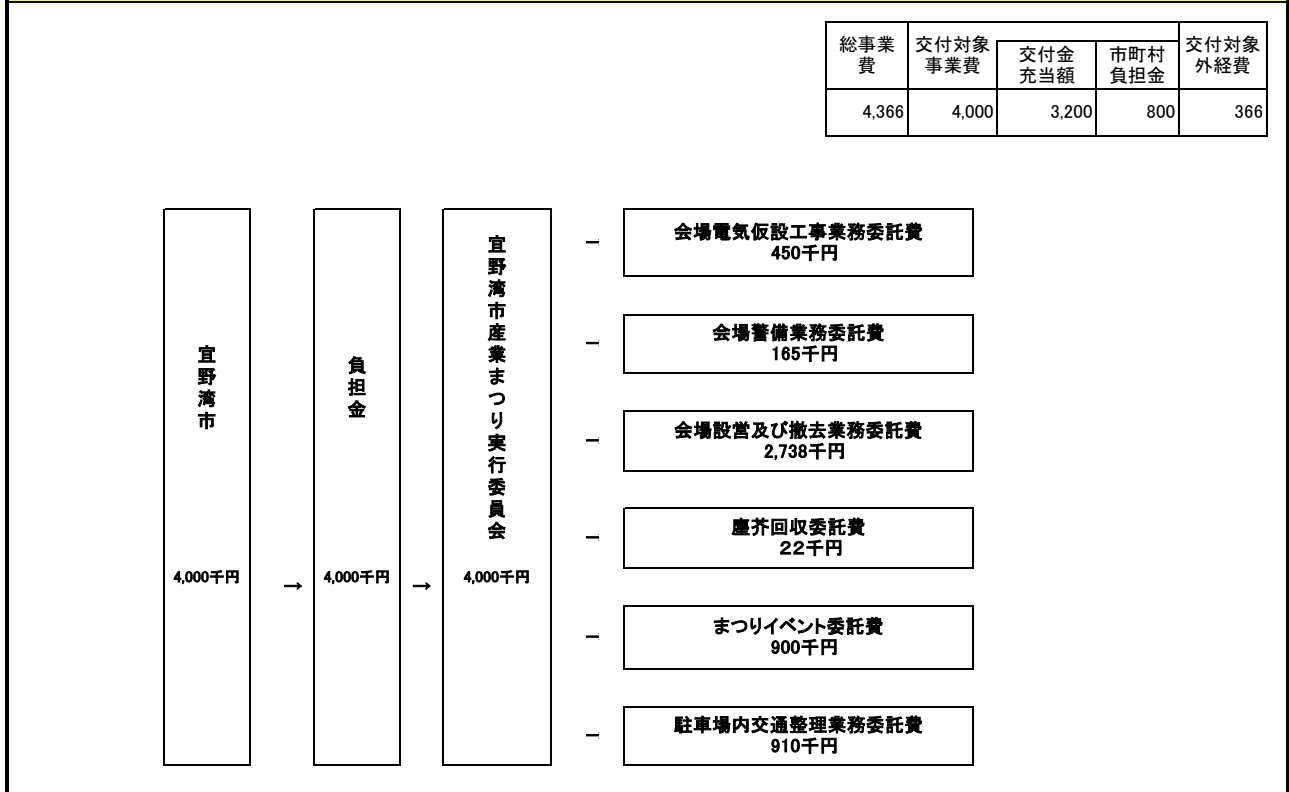 総事業費 交付対象事業費 交付金充当額 市町村負担金 交付対象外経費
4,366 4,000 3,200 800 366
宜野湾市
4,000千円
→
負担金
4,000千円
→
宜野湾市産業まつり実行委員会
4,000千円
－ 会場電気仮設工事業務委託費
450千円
－ 会場警備業務委託費
165千円
－ 会場設営及び撤去業務委託費
2,738千円
－ 塵芥回収委託費
２２千円
－ まつりイベント委託費
900千円
－ 駐車場内交通整理業務委託費
910千円